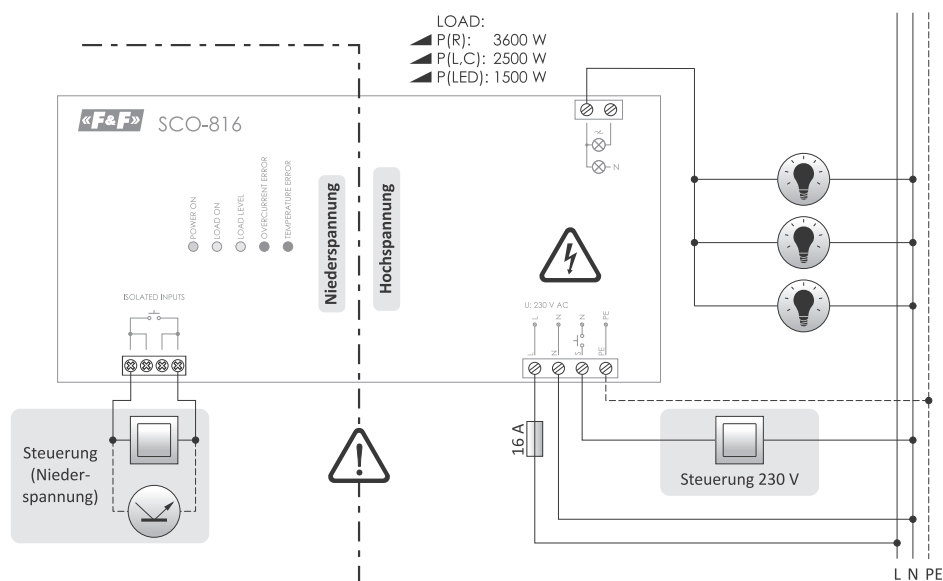 LOAD:
P(R): 3600 W
P(L,C): 2500 W
P(LED): 1500 W
«F&F» SCO-816
N
POWER ON
LOAD ON
LOAD LEVEL
OVERCURRENT ERROR
TEMPERATURE ERROR
Niederspannung
Hochspannung
ISOLATED INPUTS
U: 230 V AC
L N N PE
L N S PE
16 A
Steuerung
(Nieder-
spannung)
Steuerung 230 V
L N PE